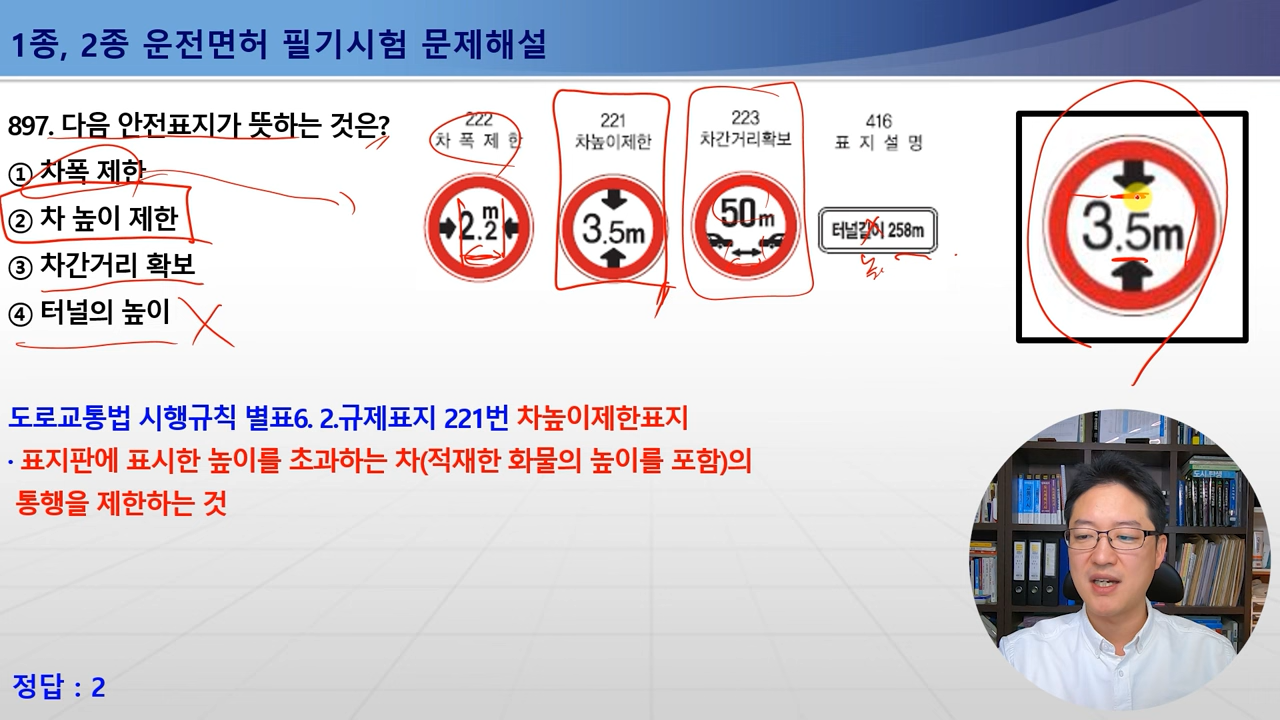 1종, 2종 운전면허 필기시험 문제해설
897. 다음 안전표지가 뜻하는 것은?
① 차폭 제한
② 차 높이 제한
③ 차간거리 확보
④ 터널의 높이
222
차 폭 제 한
2.2
m
221
차높이제한
3.5m
223
차간거리확보
50m
416
표 지 설 명
터널길이 258m
높
3.5m
도로교통법 시행규칙 별표6. 2.규제표지 221번 차높이제한표지
· 표지판에 표시한 높이를 초과하는 차(적재한 화물의 높이를 포함)의
통행을 제한하는 것
정답 : 2